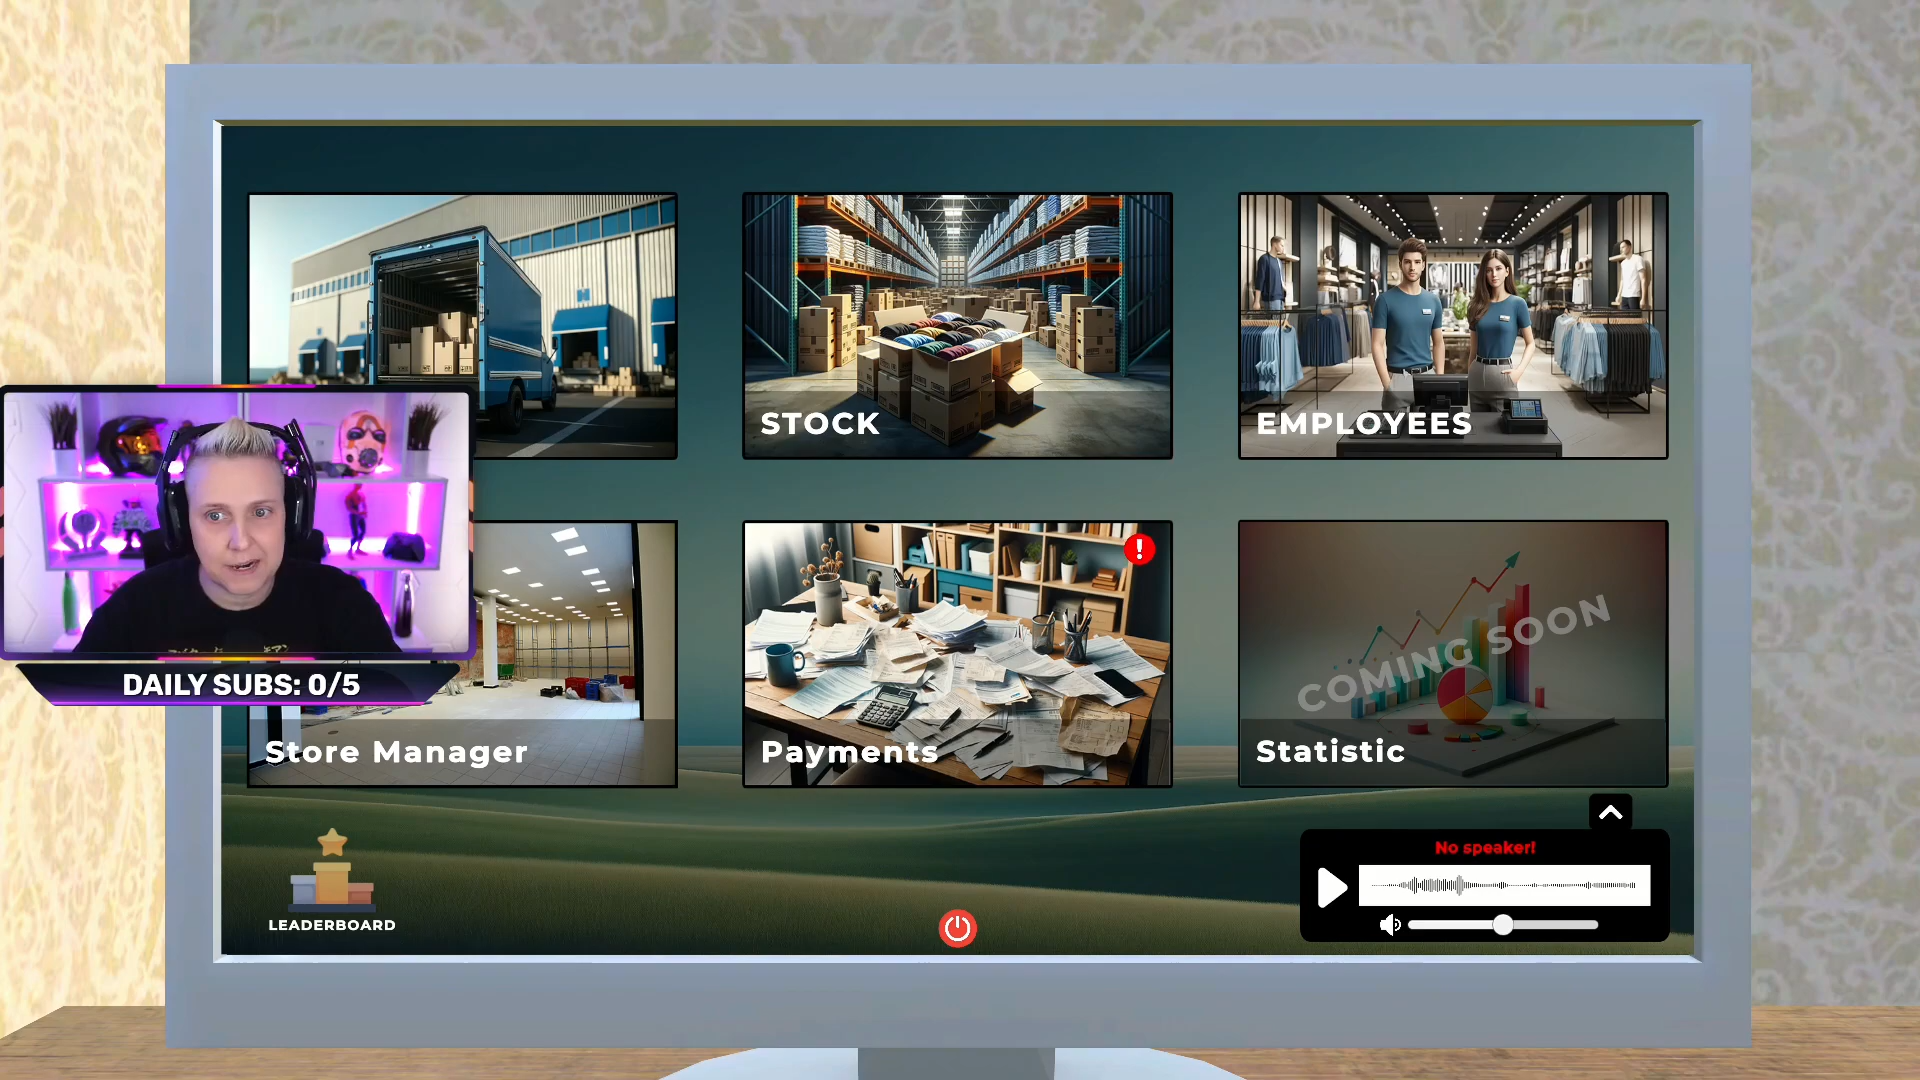 STOCK
EMPLOYEES
DAILY SUBS: 0/5
Store Manager
Payments
COMING SOON
Statistic
No speaker!
LEADERBOARD